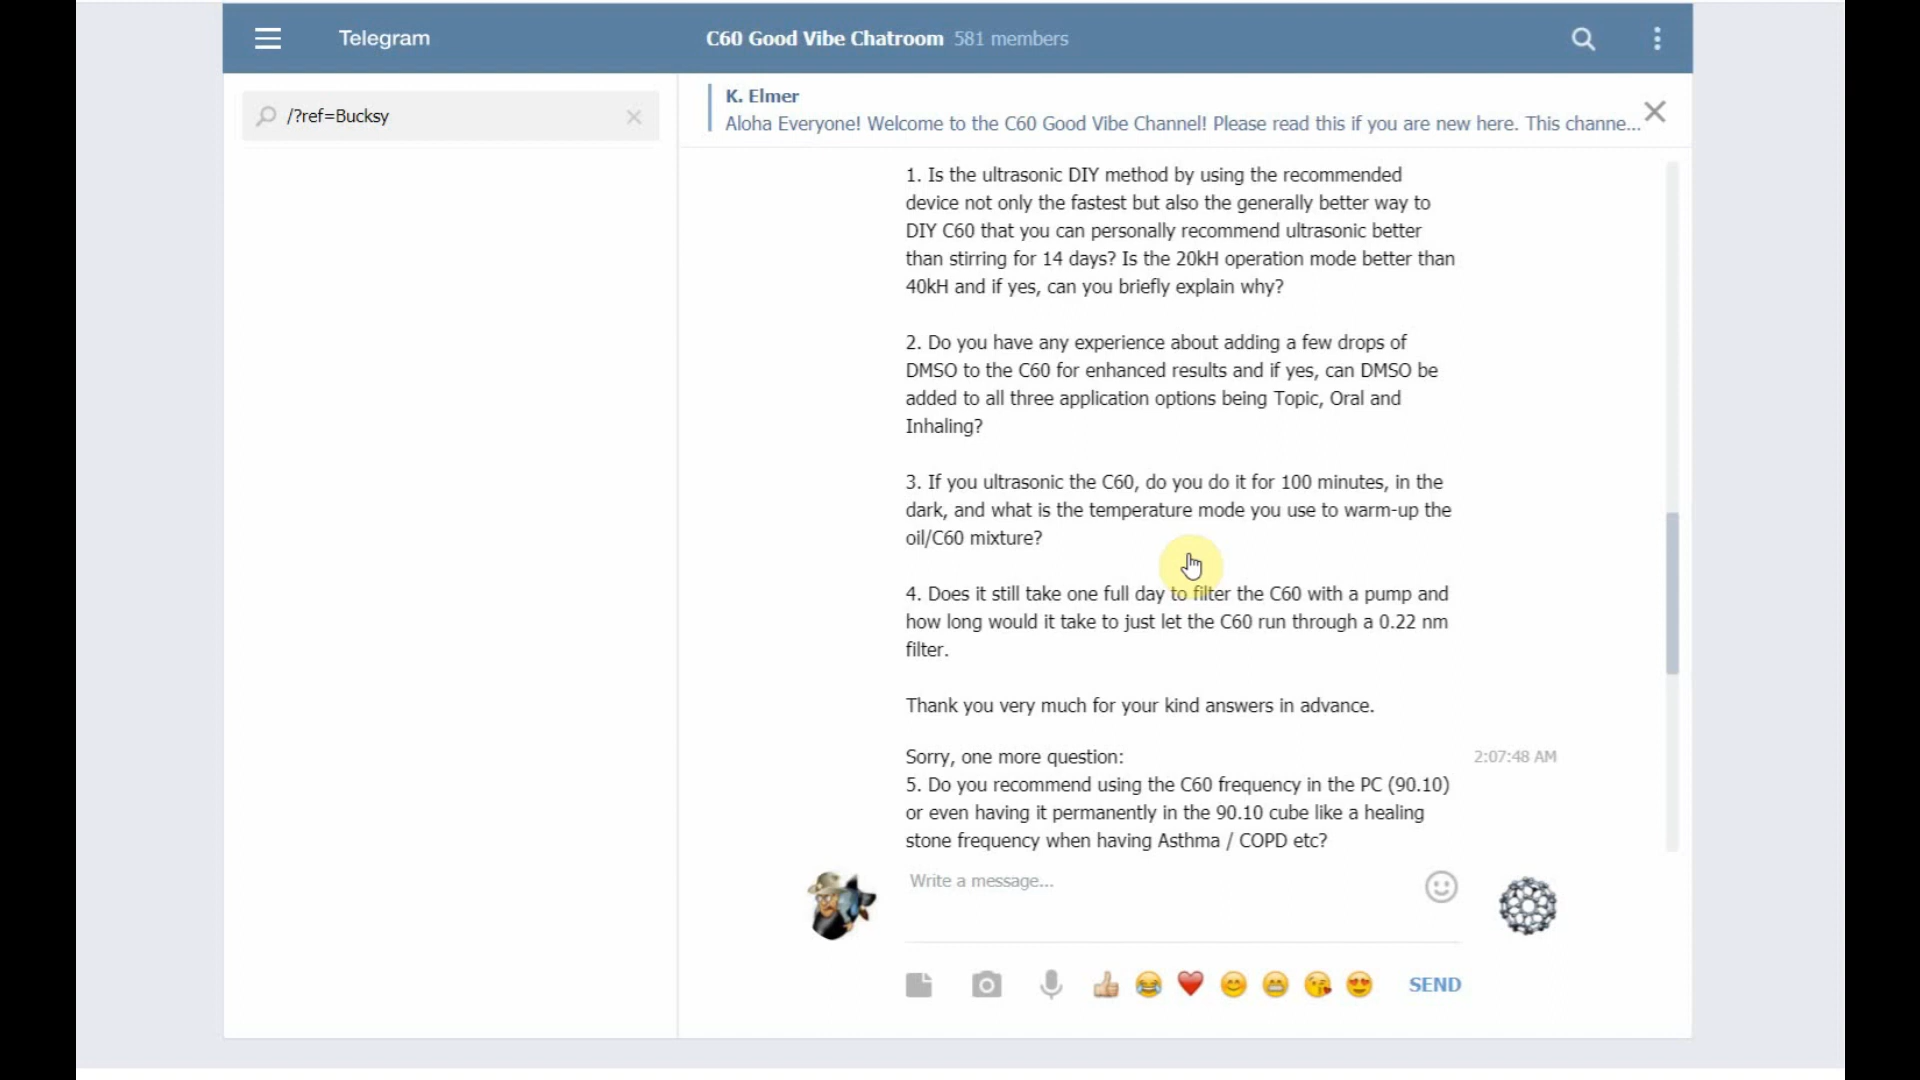 Telegram
C60 Good Vibe Chatroom 581 members
/?ref=Bucksy
K. Elmer
Aloha Everyone! Welcome to the C60 Good Vibe Channel! Please read this if you are new here. This channe...
1. Is the ultrasonic DIY method by using the recommended
device not only the fastest but also the generally better way to
DIY C60 that you can personally recommend ultrasonic better
than stirring for 14 days? Is the 20kH operation mode better than
40kH and if yes, can you briefly explain why?
2. Do you have any experience about adding a few drops of
DMSO to the C60 for enhanced results and if yes, can DMSO be
added to all three application options being Topic, Oral and
Inhaling?
3. If you ultrasonic the C60, do you do it for 100 minutes, in the
dark, and what is the temperature mode you use to warm-up the
oil/C60 mixture?
4. Does it still take one full day to filter the C60 with a pump and
how long would it take to just let the C60 run through a 0.22 nm
filter.
Thank you very much for your kind answers in advance.
Sorry, one more question: 2:07:48 AM
5. Do you recommend using the C60 frequency in the PC (90.10)
or even having it permanently in the 90.10 cube like a healing
stone frequency when having Asthma / COPD etc?
Write a message...
SEND